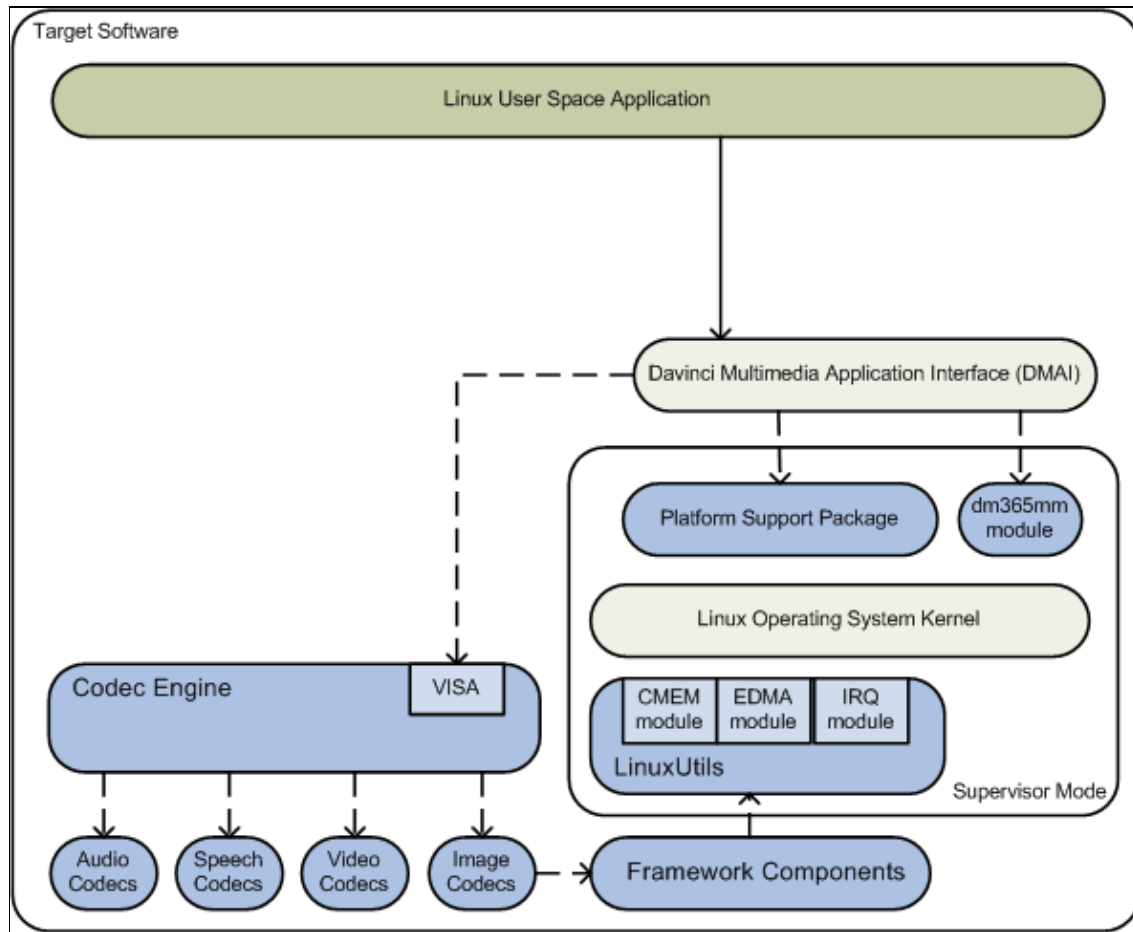 Target Software
Linux User Space Application
Davinci Multimedia Application Interface (DMAI)
Platform Support Package
dm365mm
module
Linux Operating System Kernel
Codec Engine
VISA
CMEM
module
EDMA
module
IRQ
module
LinuxUtils
Supervisor Mode
Audio
Codecs
Speech
Codecs
Video
Codecs
Image
Codecs
Framework Components